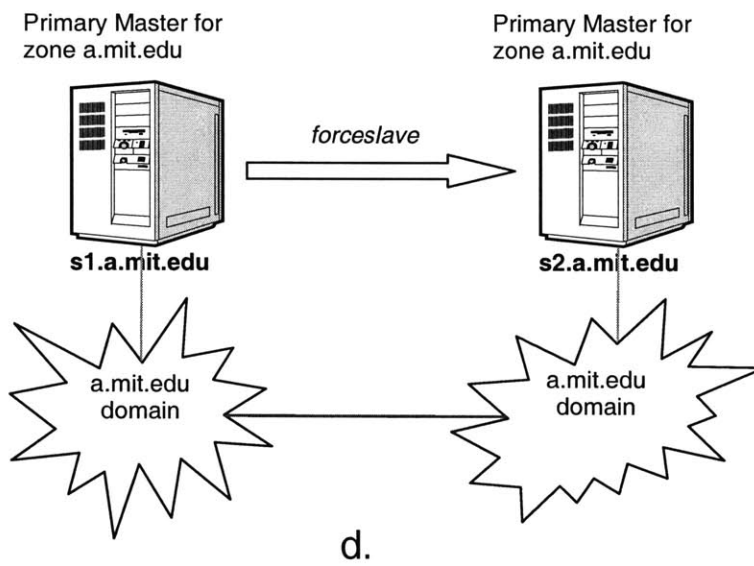 Primary Master for
zone a.mit.edu
Primary Master for
zone a.mit.edu
forceslave
s1.a.mit.edu
s2.a.mit.edu
a.mit.edu
domain
a.mit.edu
domain
d.